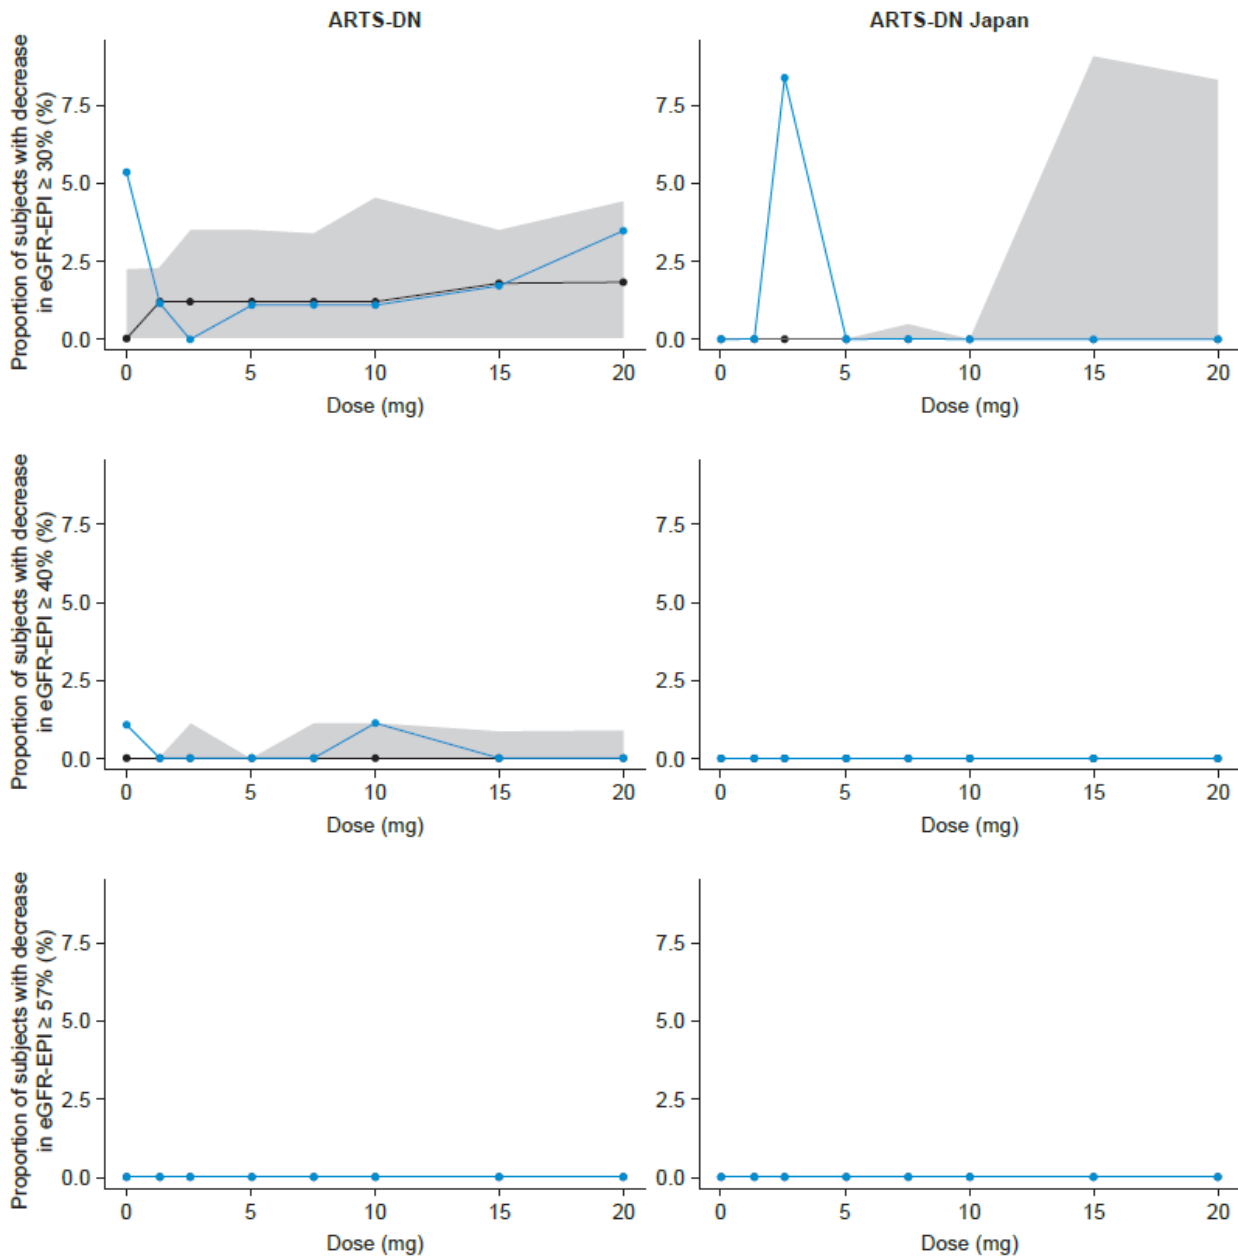 ARTS-DN
ARTS-DN Japan
Proportion of subjects with decrease
in eGFR-EPI ≥ 30% (%)
7.5
5.0
2.5
0.0
0 5 10 15 20
Dose (mg)
7.5
5.0
2.5
0.0
0 5 10 15 20
Dose (mg)
Proportion of subjects with decrease
in eGFR-EPI ≥ 40% (%)
7.5
5.0
2.5
0.0
0 5 10 15 20
Dose (mg)
7.5
5.0
2.5
0.0
0 5 10 15 20
Dose (mg)
Proportion of subjects with decrease
in eGFR-EPI ≥ 57% (%)
7.5
5.0
2.5
0.0
0 5 10 15 20
Dose (mg)
7.5
5.0
2.5
0.0
0 5 10 15 20
Dose (mg)